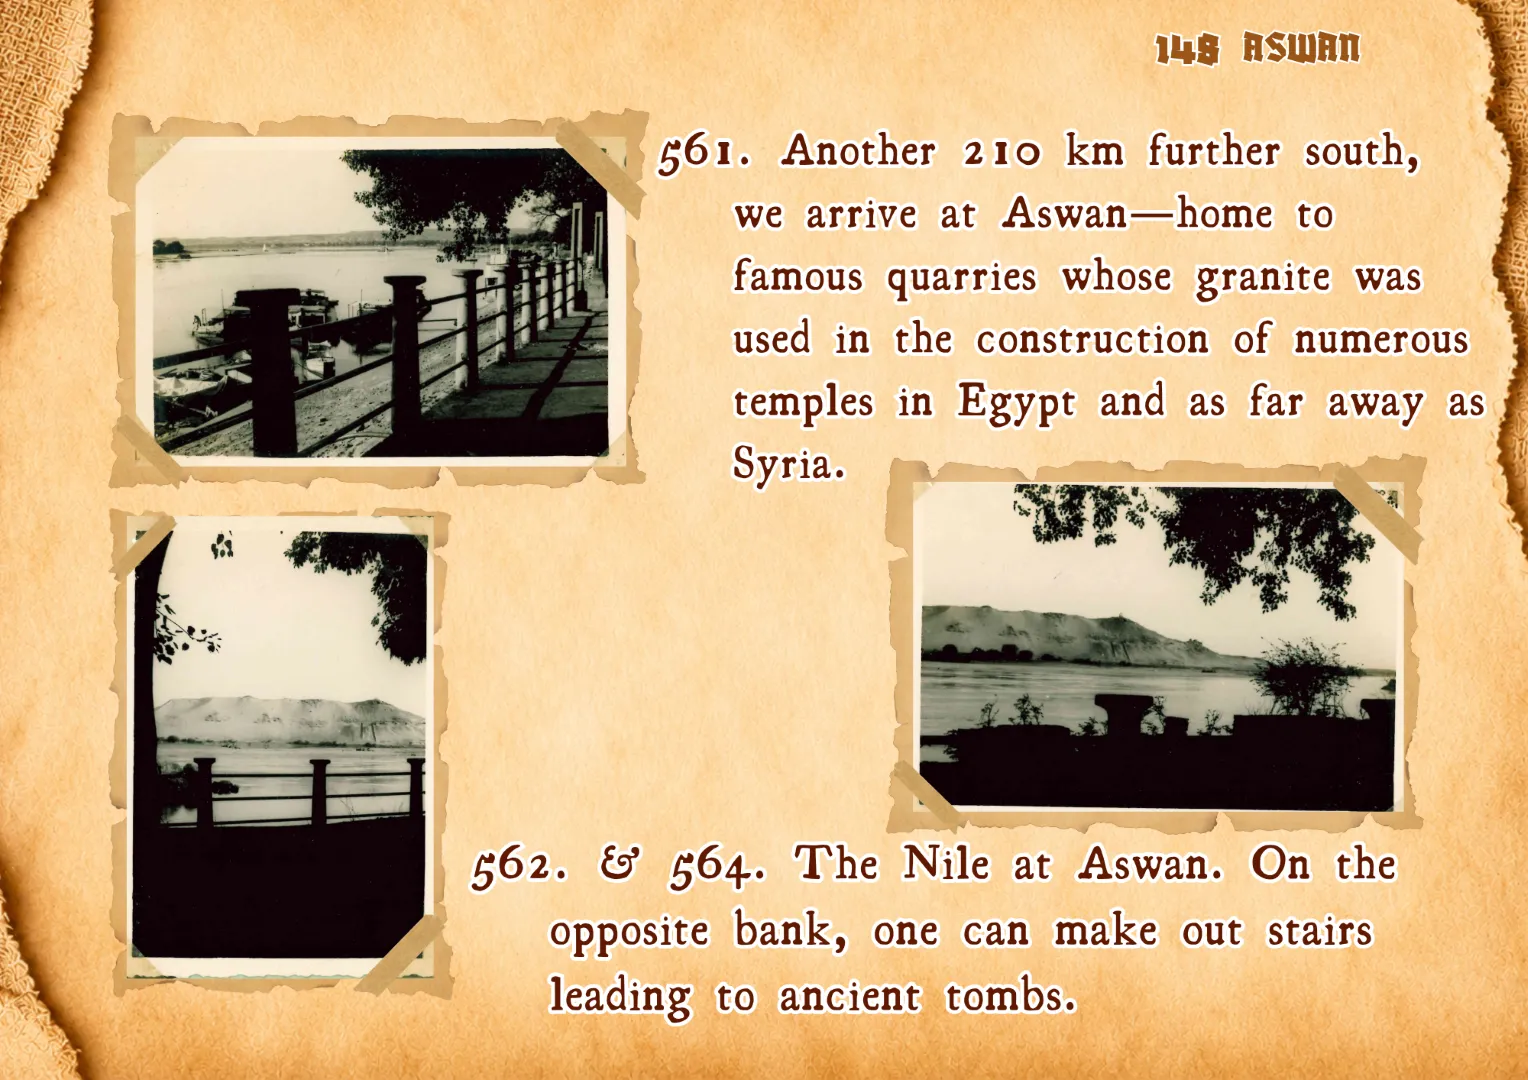 148 ASWAN
561. Another 210 km further south,
we arrive at Aswan—home to
famous quarries whose granite was
used in the construction of numerous
temples in Egypt and as far away as
Syria.
562. & 564. The Nile at Aswan. On the
opposite bank, one can make out stairs
leading to ancient tombs.